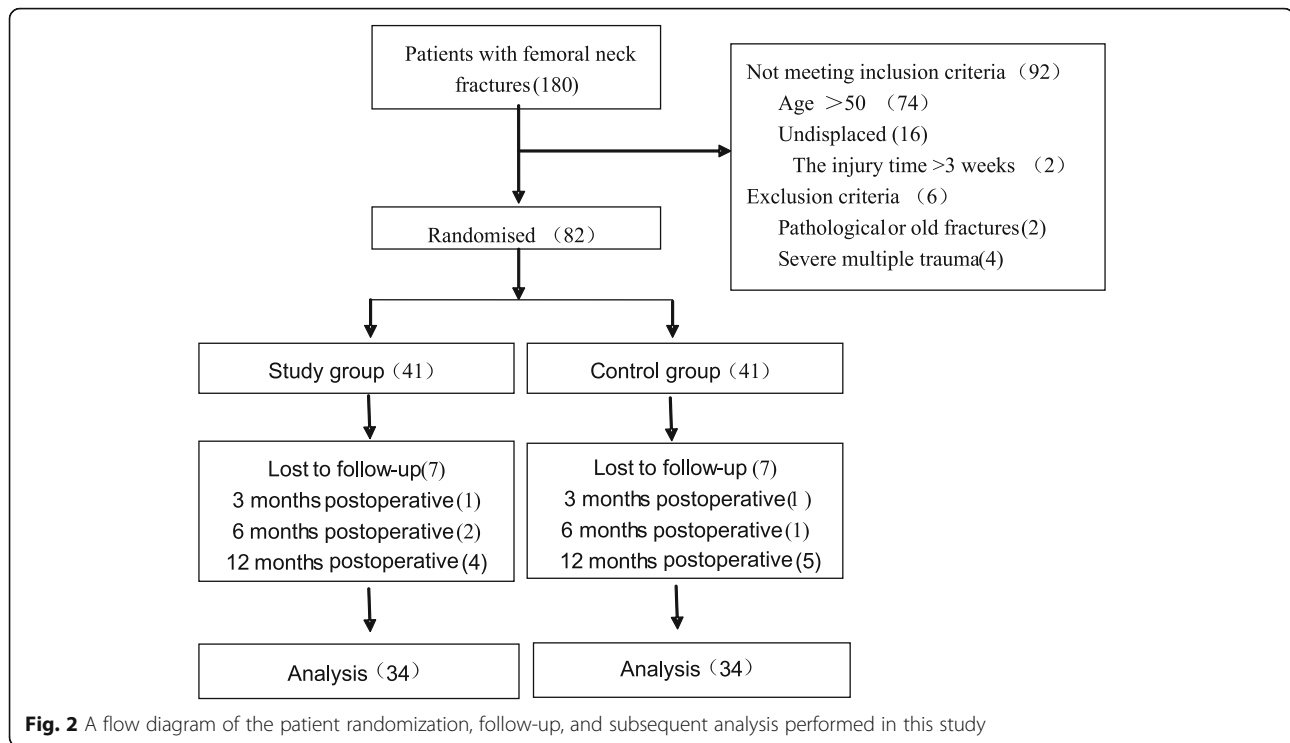 Patients with femoral neck
fractures(180)
Not meeting inclusion criteria （92）
Age ＞50 （74）
Undisplaced (16)
The injury time >3 weeks （2）
Exclusion criteria （6）
Pathological or old fractures(2)
Severe multiple trauma(4)
Randomised （82）
Study group（41）
Control group（41）
Lost to follow-up(7)
3 months postoperative(1)
6 months postoperative(2)
12 months postoperative(4)
Lost to follow-up (7)
3 months postoperative(1 )
6 months postoperative(1)
12 months postoperative(5)
Analysis（34）
Analysis（34）
Fig. 2 A flow diagram of the patient randomization, follow-up, and subsequent analysis performed in this study